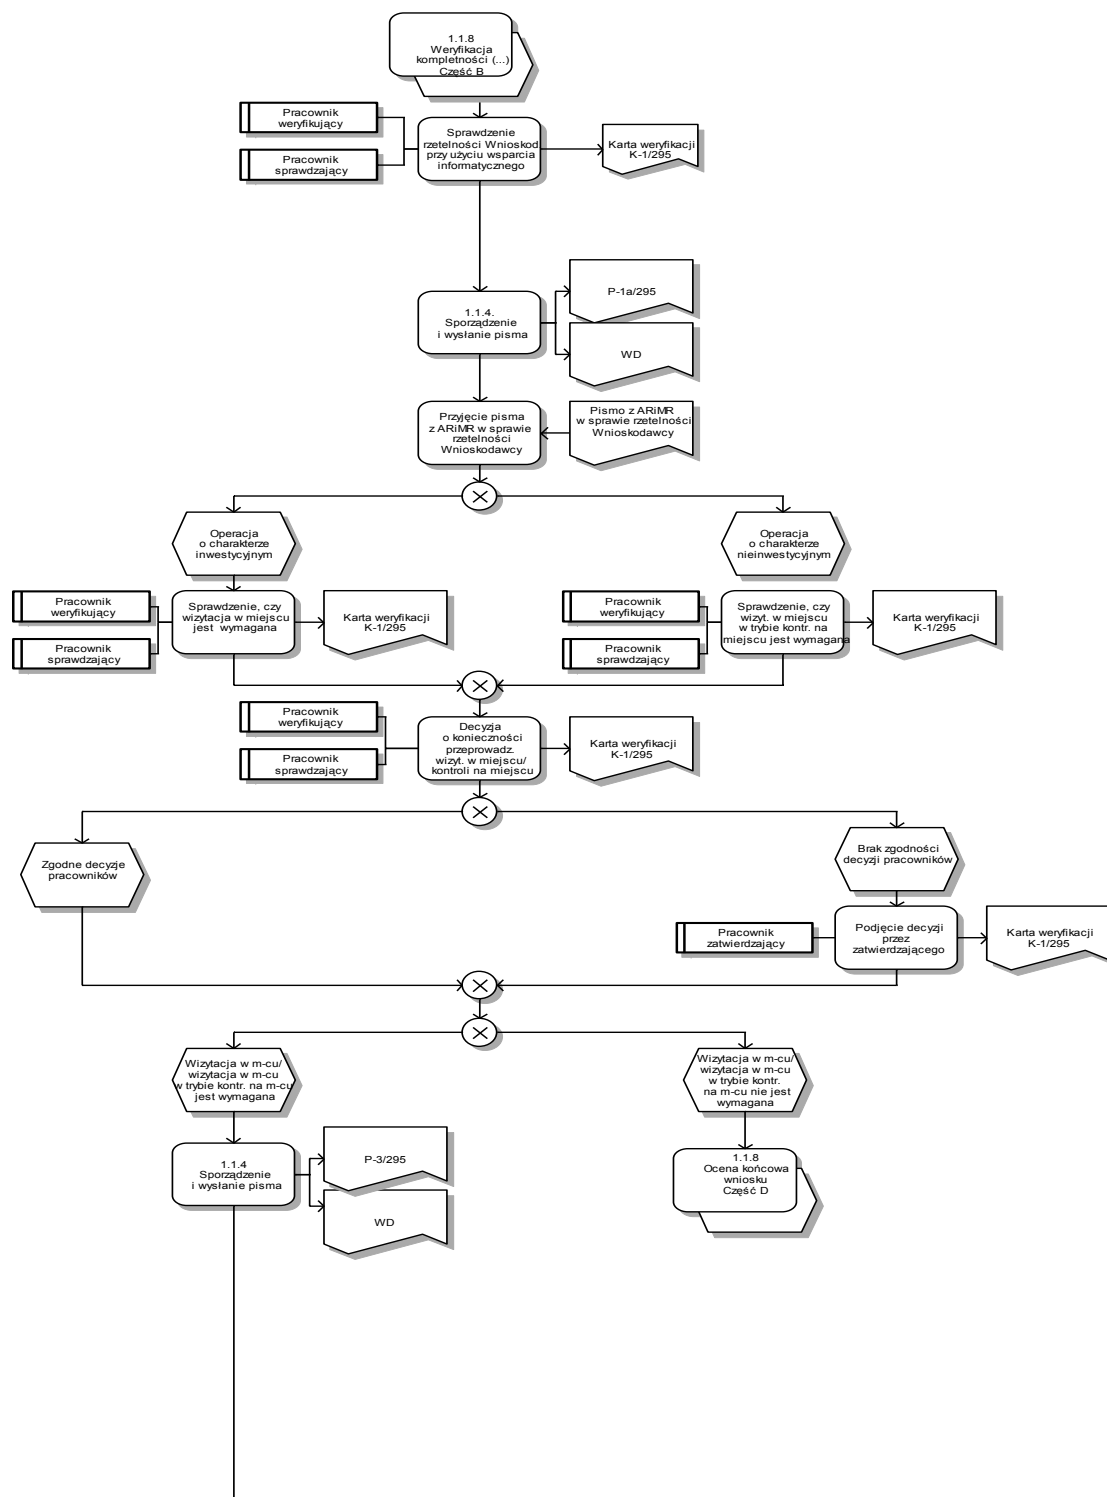 1.1.8
Weryfikacja
kompletności (...)
Część B
Pracownik
weryfikujący
Pracownik
sprawdzający
Sprawdzenie
rzetelności Wnioskod.
przy użyciu wsparcia
informatycznego
Karta weryfikacji
K-1/295
1.1.4.
Sporządzenie
i wysłanie pisma
P-1a/295
WD
Przyjęcie pisma
z ARiMR w sprawie
rzetelności
Wnioskodawcy
Pismo z ARiMR
w sprawie rzetelności
Wnioskodawcy
Operacja
o charakterze
inwestycyjnym
Operacja
o charakterze
nieinwestycyjnym
Pracownik
weryfikujący
Pracownik
sprawdzający
Sprawdzenie, czy
wizytacja w miejscu
jest wymagana
Karta weryfikacji
K-1/295
Pracownik
weryfikujący
Pracownik
sprawdzający
Sprawdzenie, czy
wizyt. w miejscu
w trybie kontr. na
miejscu jest wymagana
Karta weryfikacji
K-1/295
Pracownik
weryfikujący
Pracownik
sprawdzający
Decyzja
o konieczności
przeprowadz.
wizyt. w miejscu/
kontroli na miejscu
Karta weryfikacji
K-1/295
Zgodne decyzje
pracowników
Brak zgodności
decyzji pracowników
Pracownik
zatwierdzający
Podjęcie decyzji
przez
zatwierdzającego
Karta weryfikacji
K-1/295
Wizytacja w m-cu/
wizytacja w m-cu
w trybie kontr. na m-cu
jest wymagana
Wizytacja w m-cu/
wizytacja w m-cu
w trybie kontr.
na m-cu nie jest
wymagana
1.1.4
Sporządzenie
i wysłanie pisma
P-3/295
WD
1.1.8
Ocena końcowa
wniosku
Część D